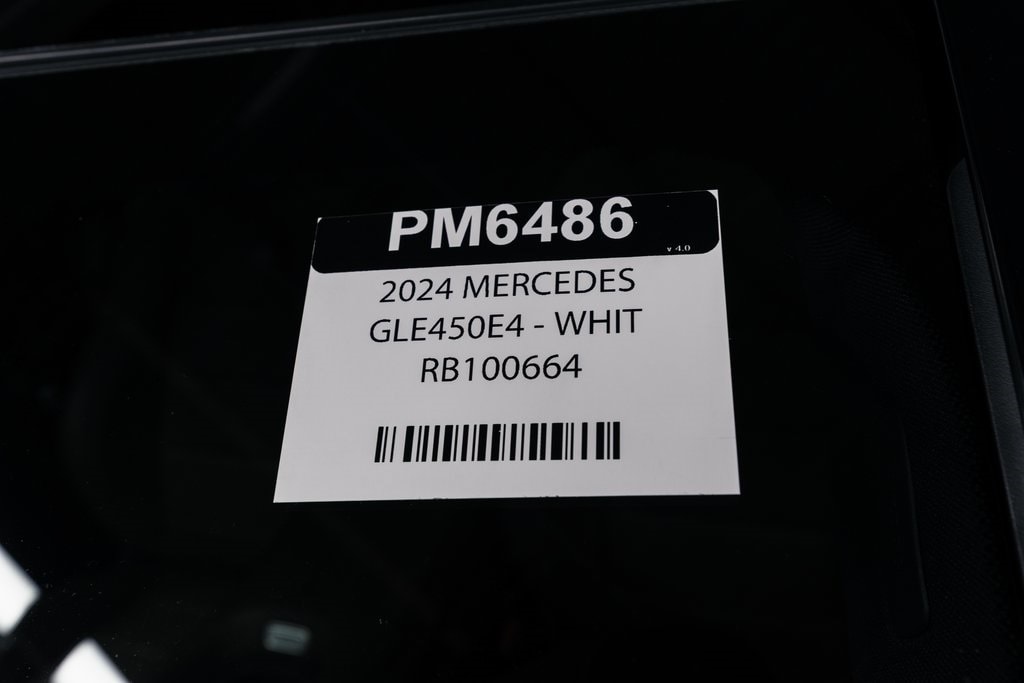 PM6486
v 4.0
2024 MERCEDES
GLE450E4 - WHIT
RB100664